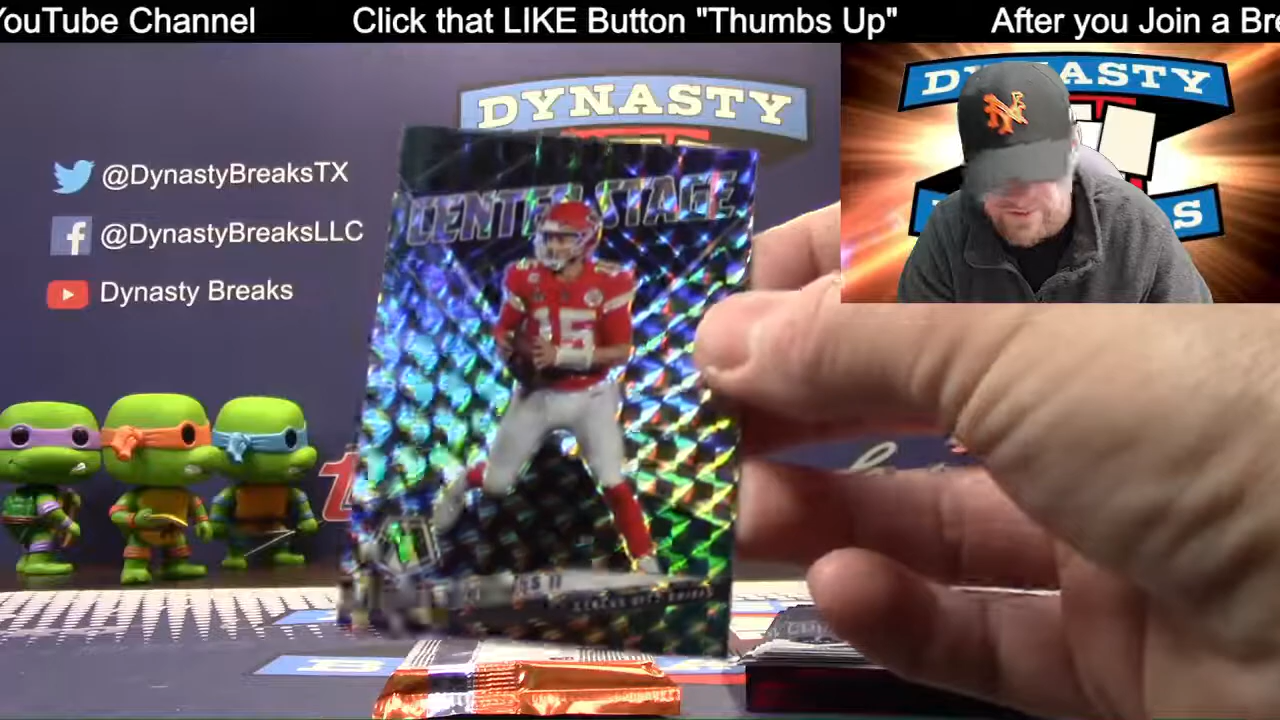 YouTube Channel Click that LIKE Button "Thumbs Up" After you Join a Bre
@DynastyBreaksTX
@DynastyBreaksLLC
Dynasty Breaks
DYNASTY
DYNASTY
NY
S
CENTER STAGE
15